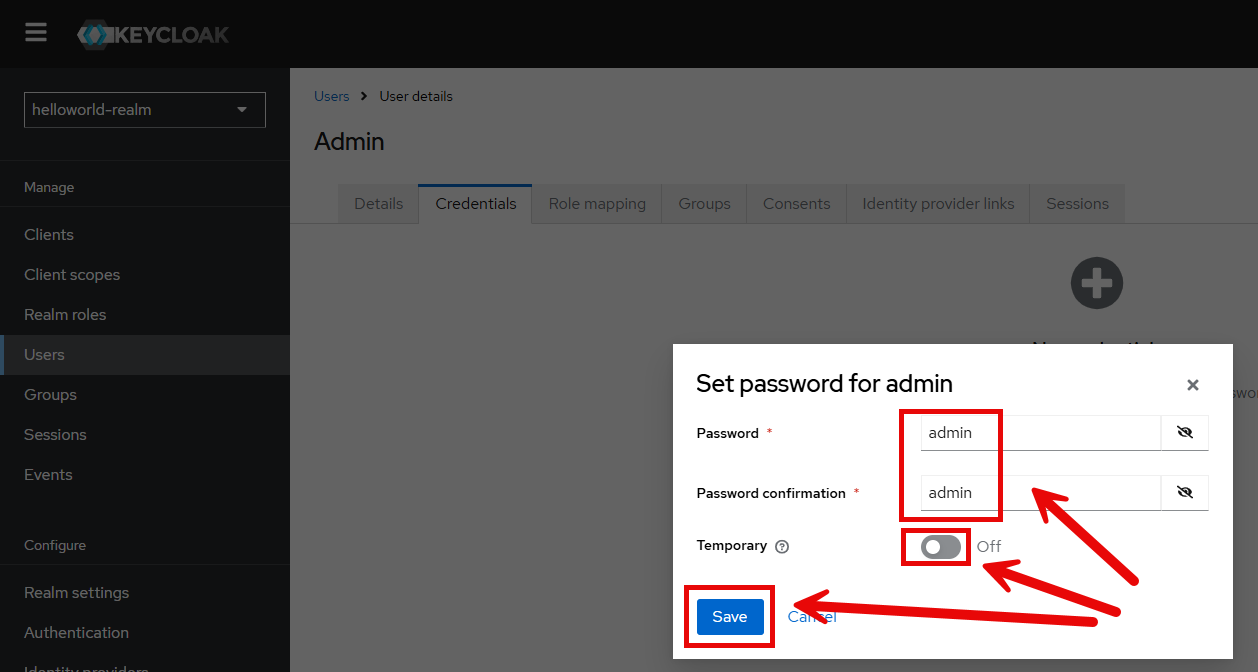 KEYCLOAK
helloworld-realm
Manage
Clients
Client scopes
Realm roles
Users
Groups
Sessions
Events
Configure
Realm settings
Authentication
Identity providers
Users > User details
Admin
Details Credentials Role mapping Groups Consents Identity provider links Sessions
Set password for admin
Password *
admin
Password confirmation *
admin
Temporary
Off
Save Cancel